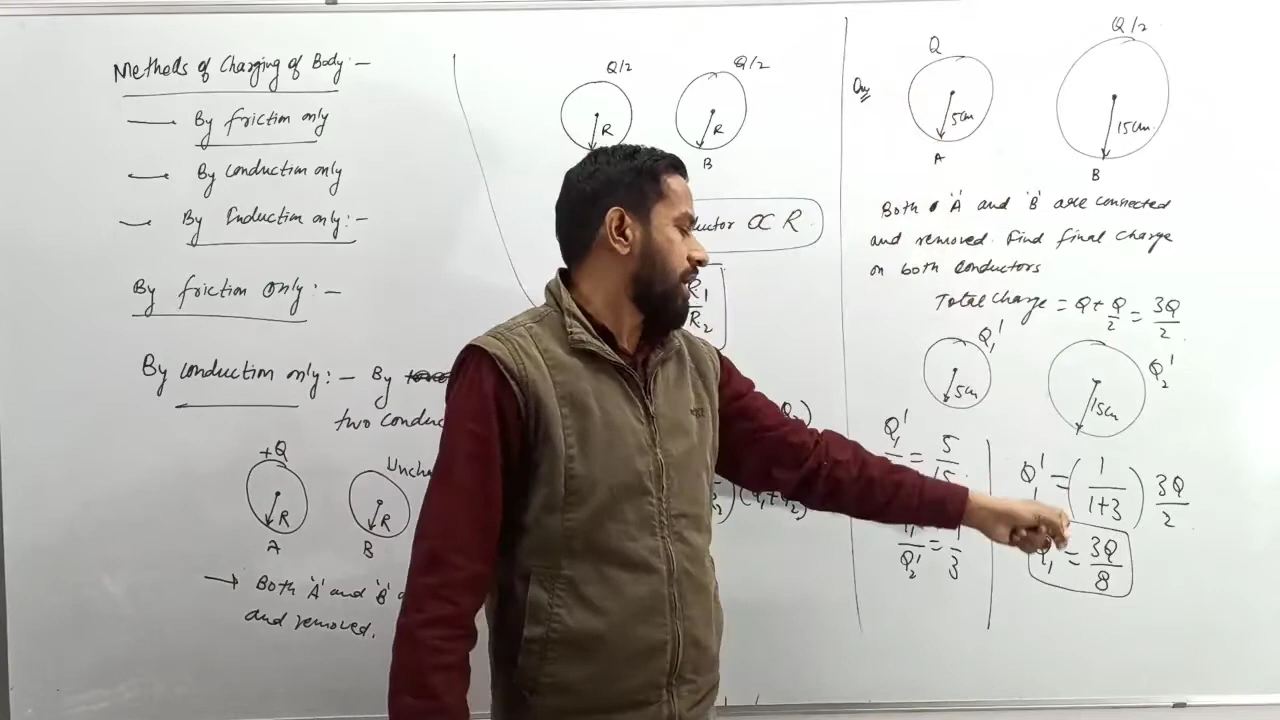 Methods of Charging of Body:-
By friction only
By conduction only
By Induction only:-
By friction only:-
By conduction only:- By
two conduc
+Q
R
A
Uncha
R
B
→ Both 'A' and 'B'
and removed.
Q/2
R
Q/2
R
B
uctor ∝ R
R₁
R₂
Qu
Q
5cm
A
Q/2
15cm.
B
Both 'A' and 'B' are connected
and removed. Find final charge
on both conductors
Total charge = Q + Q/2 = 3Q/2
Q₁'
5cm
Q₂'
15cm
Q₁'
= 5/15
Q₂' = 1/3
Q₁' = (1/(1+3)) 3Q/2
Q₁ = 3Q/8